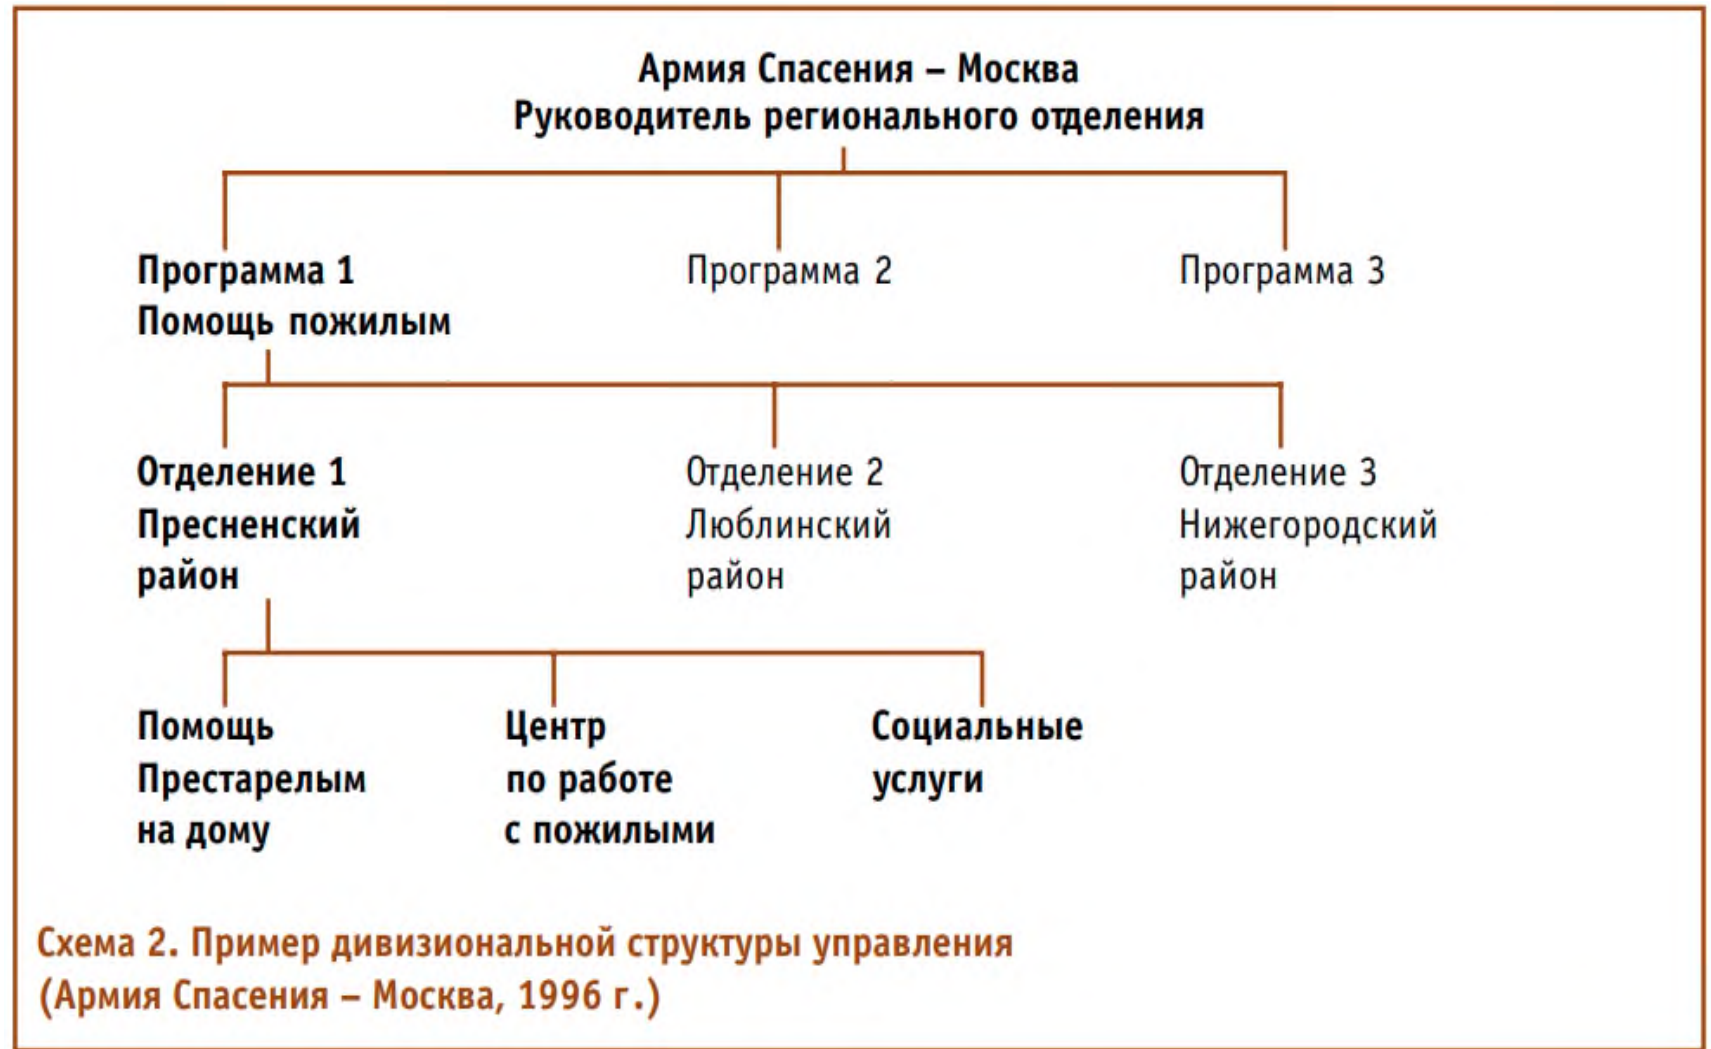 Армия Спасения – Москва
Руководитель регионального отделения
Программа 1
Помощь пожилым
Программа 2
Программа 3
Отделение 1
Пресненский
район
Отделение 2
Люблинский
район
Отделение 3
Нижегородский
район
Помощь
Престарелым
на дому
Центр
по работе
с пожилыми
Социальные
услуги
Схема 2. Пример дивизиональной структуры управления
(Армия Спасения – Москва, 1996 г.)